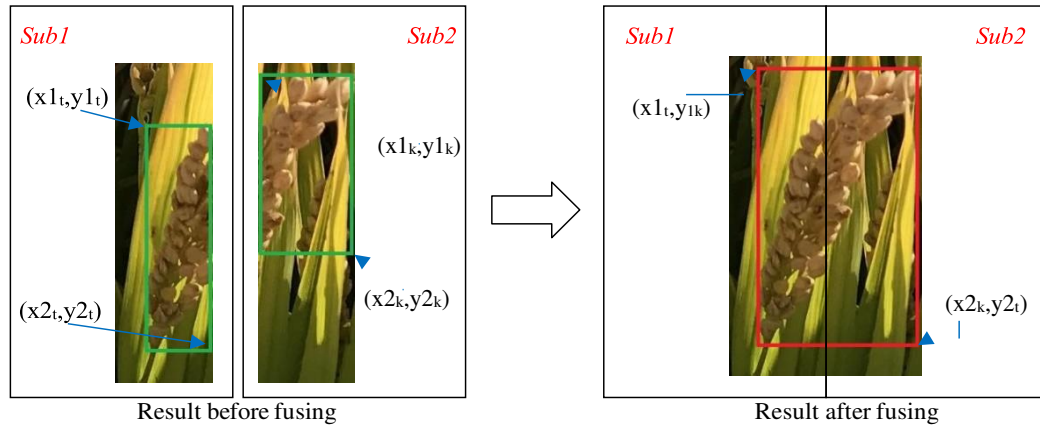 Sub1
Sub2
(x1t,y1t)
(x1k,y1k)
(x2t,y2t)
(x2k,y2k)
Result before fusing
Sub1
Sub2
(x1t,y1k)
(x2k,y2t)
Result after fusing